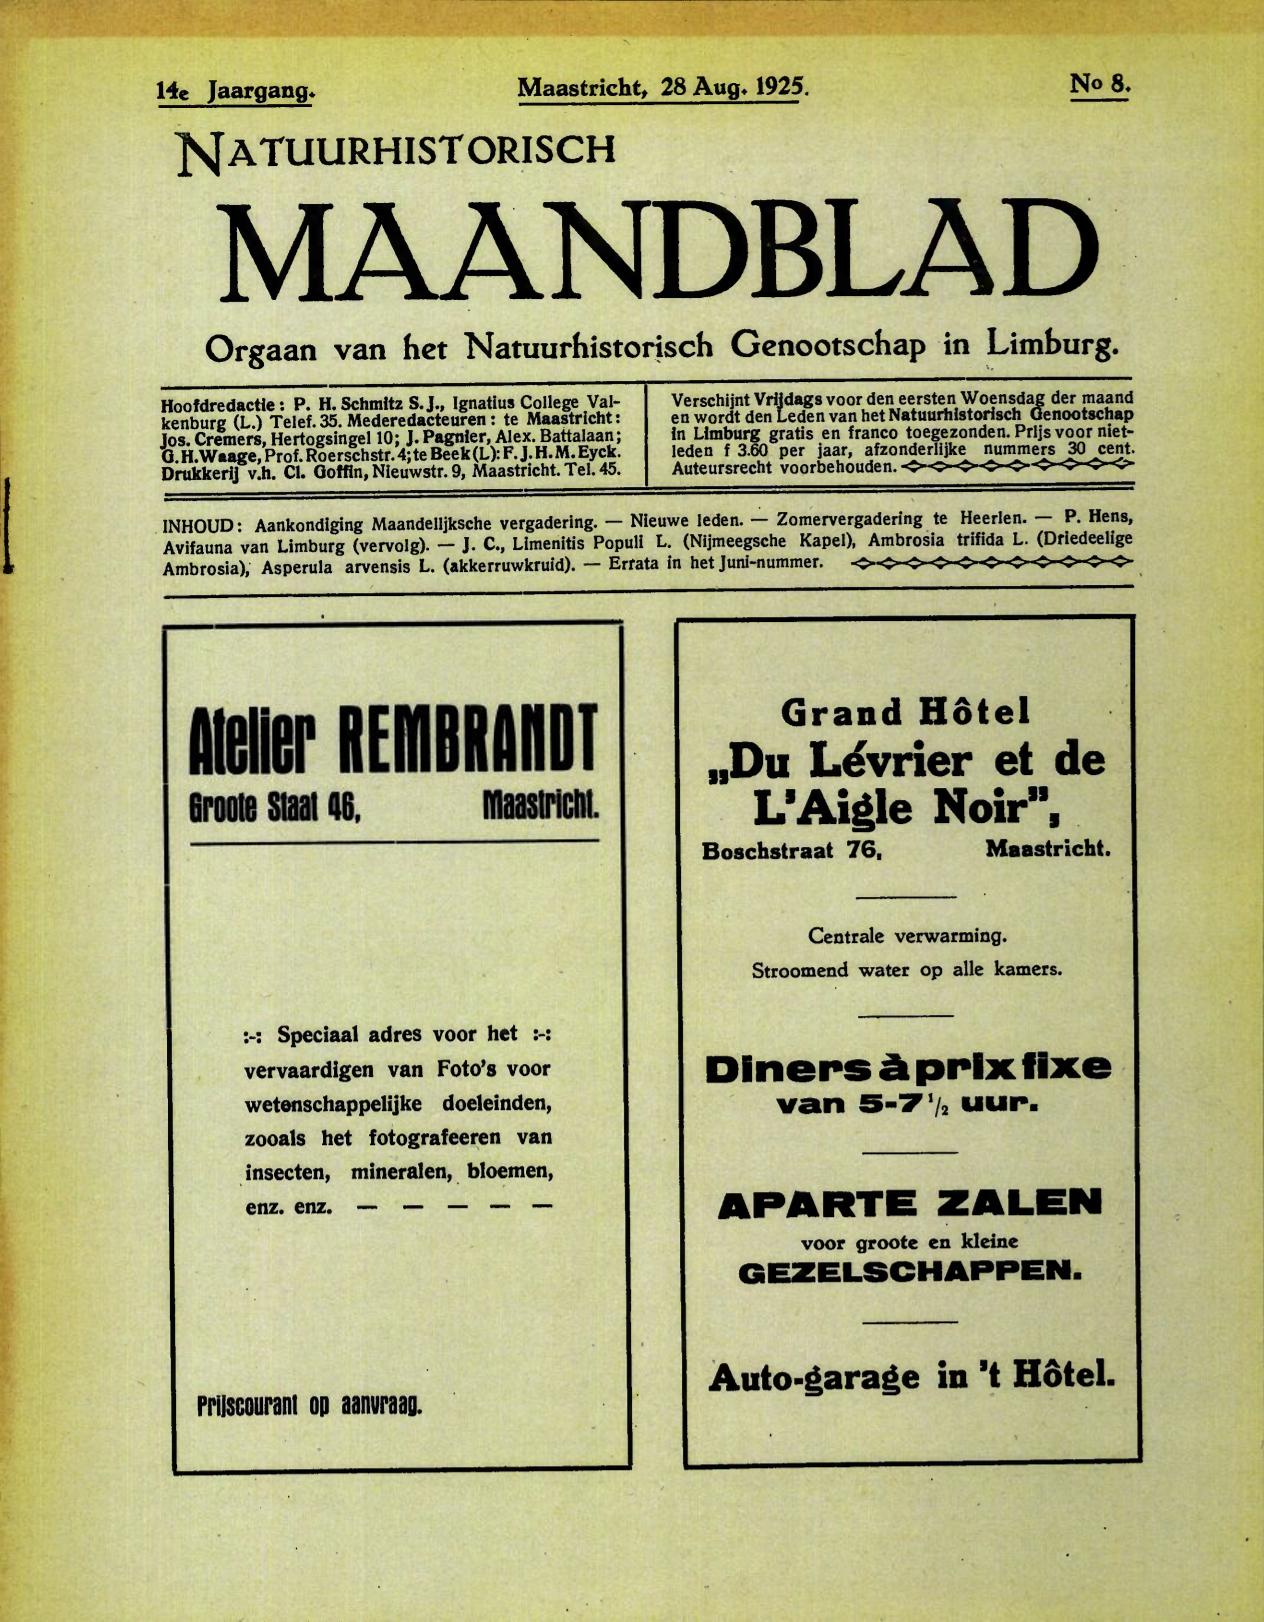 14e Jaargang.
Maastricht, 28 Aug. 1925.
No 8.
NATUURHISTORISCH
MAANDBLAD
Orgaan van het Natuurhistorisch Genootschap in Limburg.
Hoofdredactie: P. H. Schmitz S. J., Ignatius College Val-
kenburg (L.) Telef. 35. Mederedacteuren: te Maastricht:
Jos. Cremers, Hertogsingel 10; J. Pagnier, Alex. Battalaan;
G.H. Waage, Prof. Roerschstr. 4; te Beek (L): F. J. H. M. Eyck.
Drukkerij v.h. Cl. Goffin, Nieuwstr. 9, Maastricht. Tel. 45.
Verschijnt Vrijdags voor den eersten Woensdag der maand
en wordt den Leden van het Natuurhistorisch Genootschap
in Limburg gratis en franco toegezonden. Prijs voor niet-
leden f 3.60 per jaar, afzonderlijke nummers 30 cent.
Auteursrecht voorbehouden.
INHOUD: Aankondiging Maandelijksche vergadering. — Nieuwe leden. — Zomervergadering te Heerlen. — P. Hens,
Avifauna van Limburg (vervolg). — J. C., Limenitis Populi L. (Nijmeegsche Kapel), Ambrosia trifida L. (Driedeelige
Ambrosia), Asperula arvensis L. (akkerruwkruid). — Errata in het Juni-nummer.
Atelier REMBRANDT
Groote Staat 46, Maastricht.
:-: Speciaal adres voor het :-:
vervaardigen van Foto's voor
wetenschappelijke doeleinden,
zooals het fotografeeren van
insecten, mineralen, bloemen,
enz. enz. — — — — —
Prijscourant op aanvraag.
Grand Hôtel
„Du Lévrier et de
L'Aigle Noir”,
Boschstraat 76, Maastricht.
Centrale verwarming.
Stroomend water op alle kamers.
Diners à prix fixe
van 5-7 1/2 uur.
APARTE ZALEN
voor groote en kleine
GEZELSCHAPPEN.
Auto-garage in 't Hôtel.